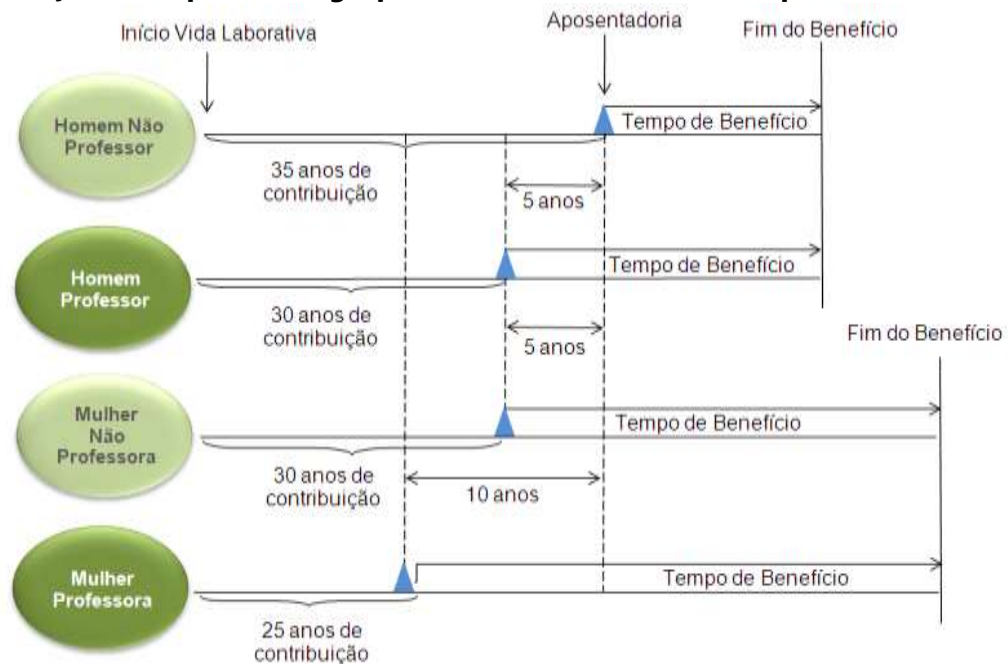 Início Vida Laborativa
Aposentadoria
Fim do Benefício
Homem Não
Professor
Tempo de Benefício
35 anos de
contribuição
5 anos
Homem
Professor
Tempo de Benefício
30 anos de
contribuição
5 anos
Fim do Benefício
Mulher
Não
Professora
Tempo de Benefício
30 anos de
contribuição
10 anos
Mulher
Professora
Tempo de Benefício
25 anos de
contribuição